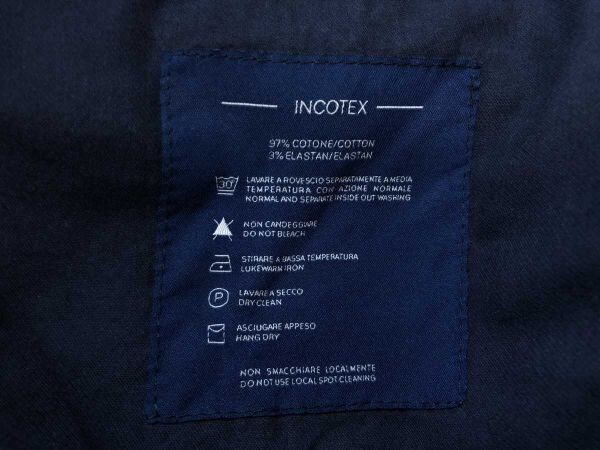 INCOTEX
97% COTONE/COTTON
3% ELASTAN/ELASTAN
30°
LAVARE A ROVESCIO SEPARATAMENTE A MEDIA
TEMPERATURA CON AZIONE NORMALE
NORMAL AND SEPARATE INSIDE OUT WASHING
NON CANDEGGIARE
DO NOT BLEACH
STIRARE A BASSA TEMPERATURA
LUKEWARM IRON
P
LAVARE A SECCO
DRY CLEAN
ASCIUGARE APPESO
HANG DRY
NON SMACCHIARE LOCALMENTE
DO NOT USE LOCAL SPOT CLEANING